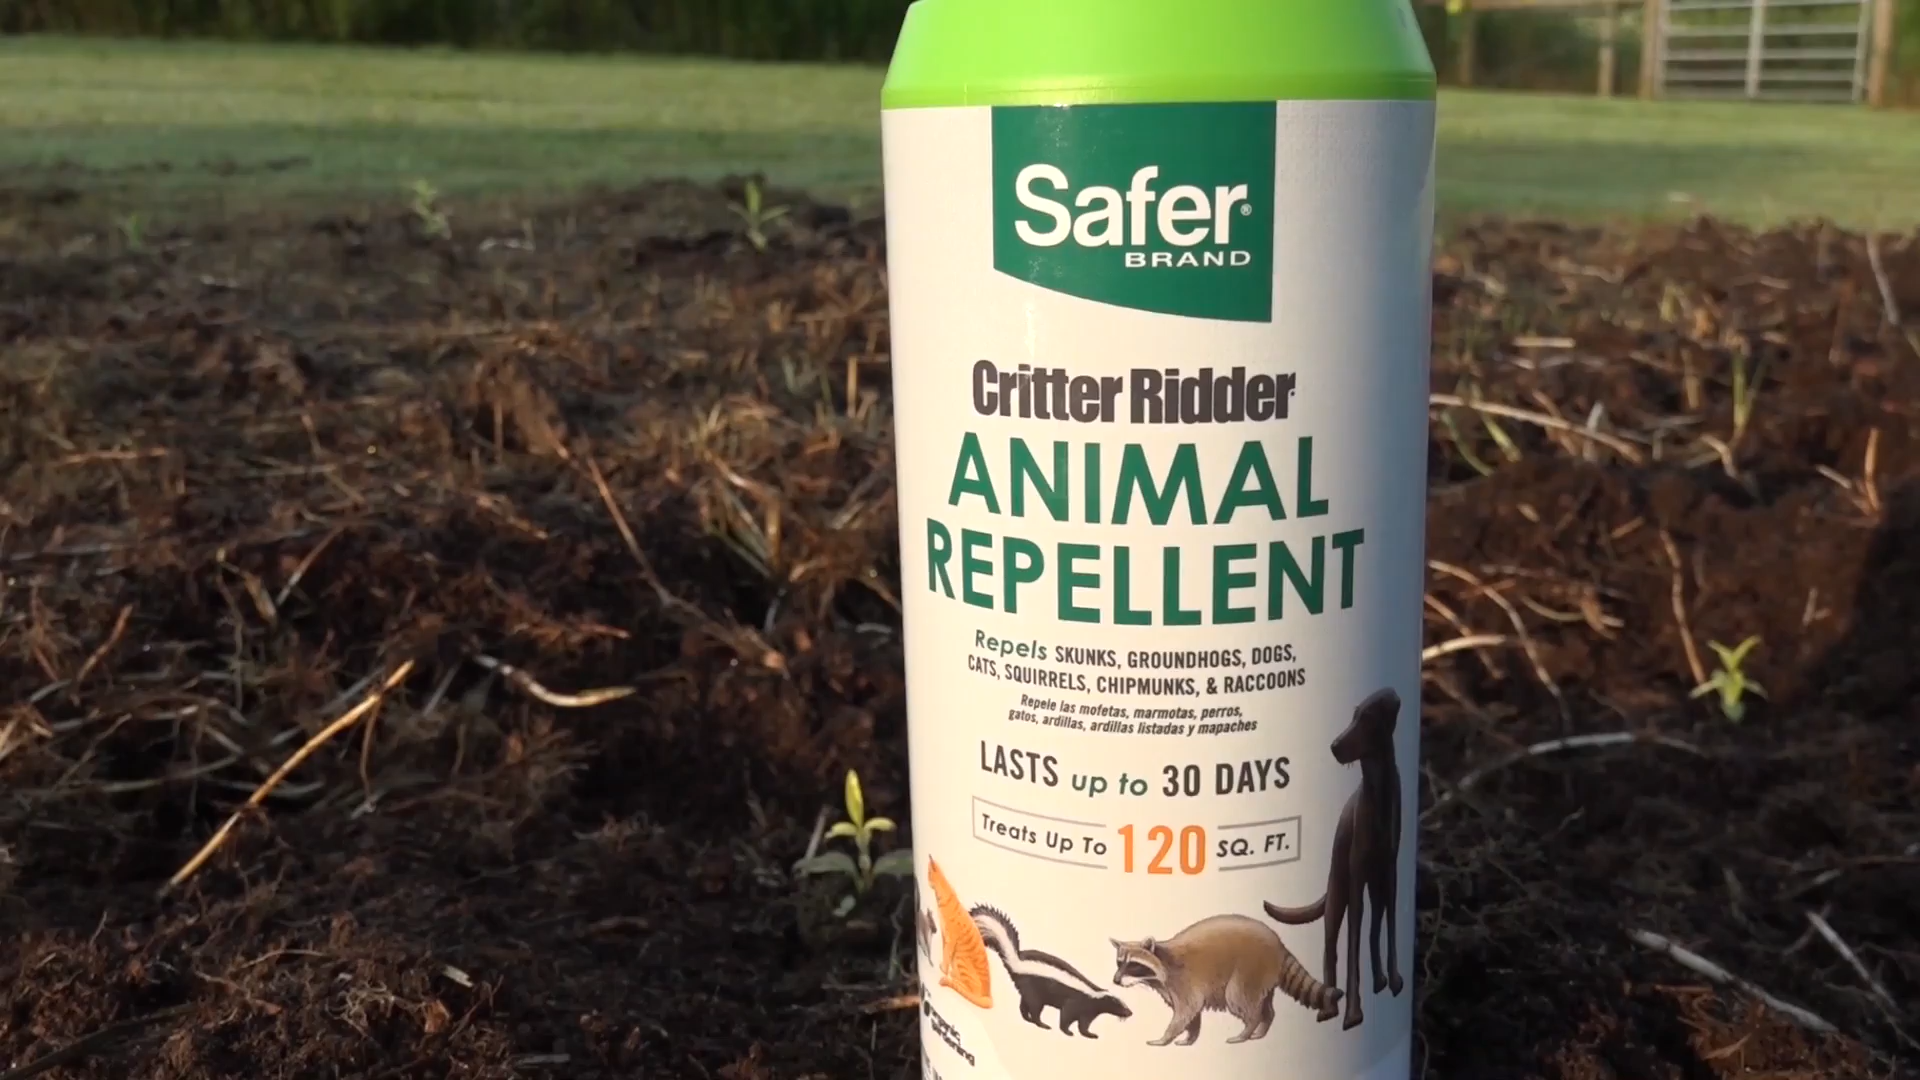 Safer®
BRAND
Critter Ridder®
ANIMAL
REPELLENT
Repels SKUNKS, GROUNDHOGS, DOGS,
CATS, SQUIRRELS, CHIPMUNKS, & RACCOONS
Repele las mofetas, marmotas, perros,
gatos, ardillas, ardillas listadas y mapaches
LASTS up to 30 DAYS
Treats Up To 120 SQ. FT.